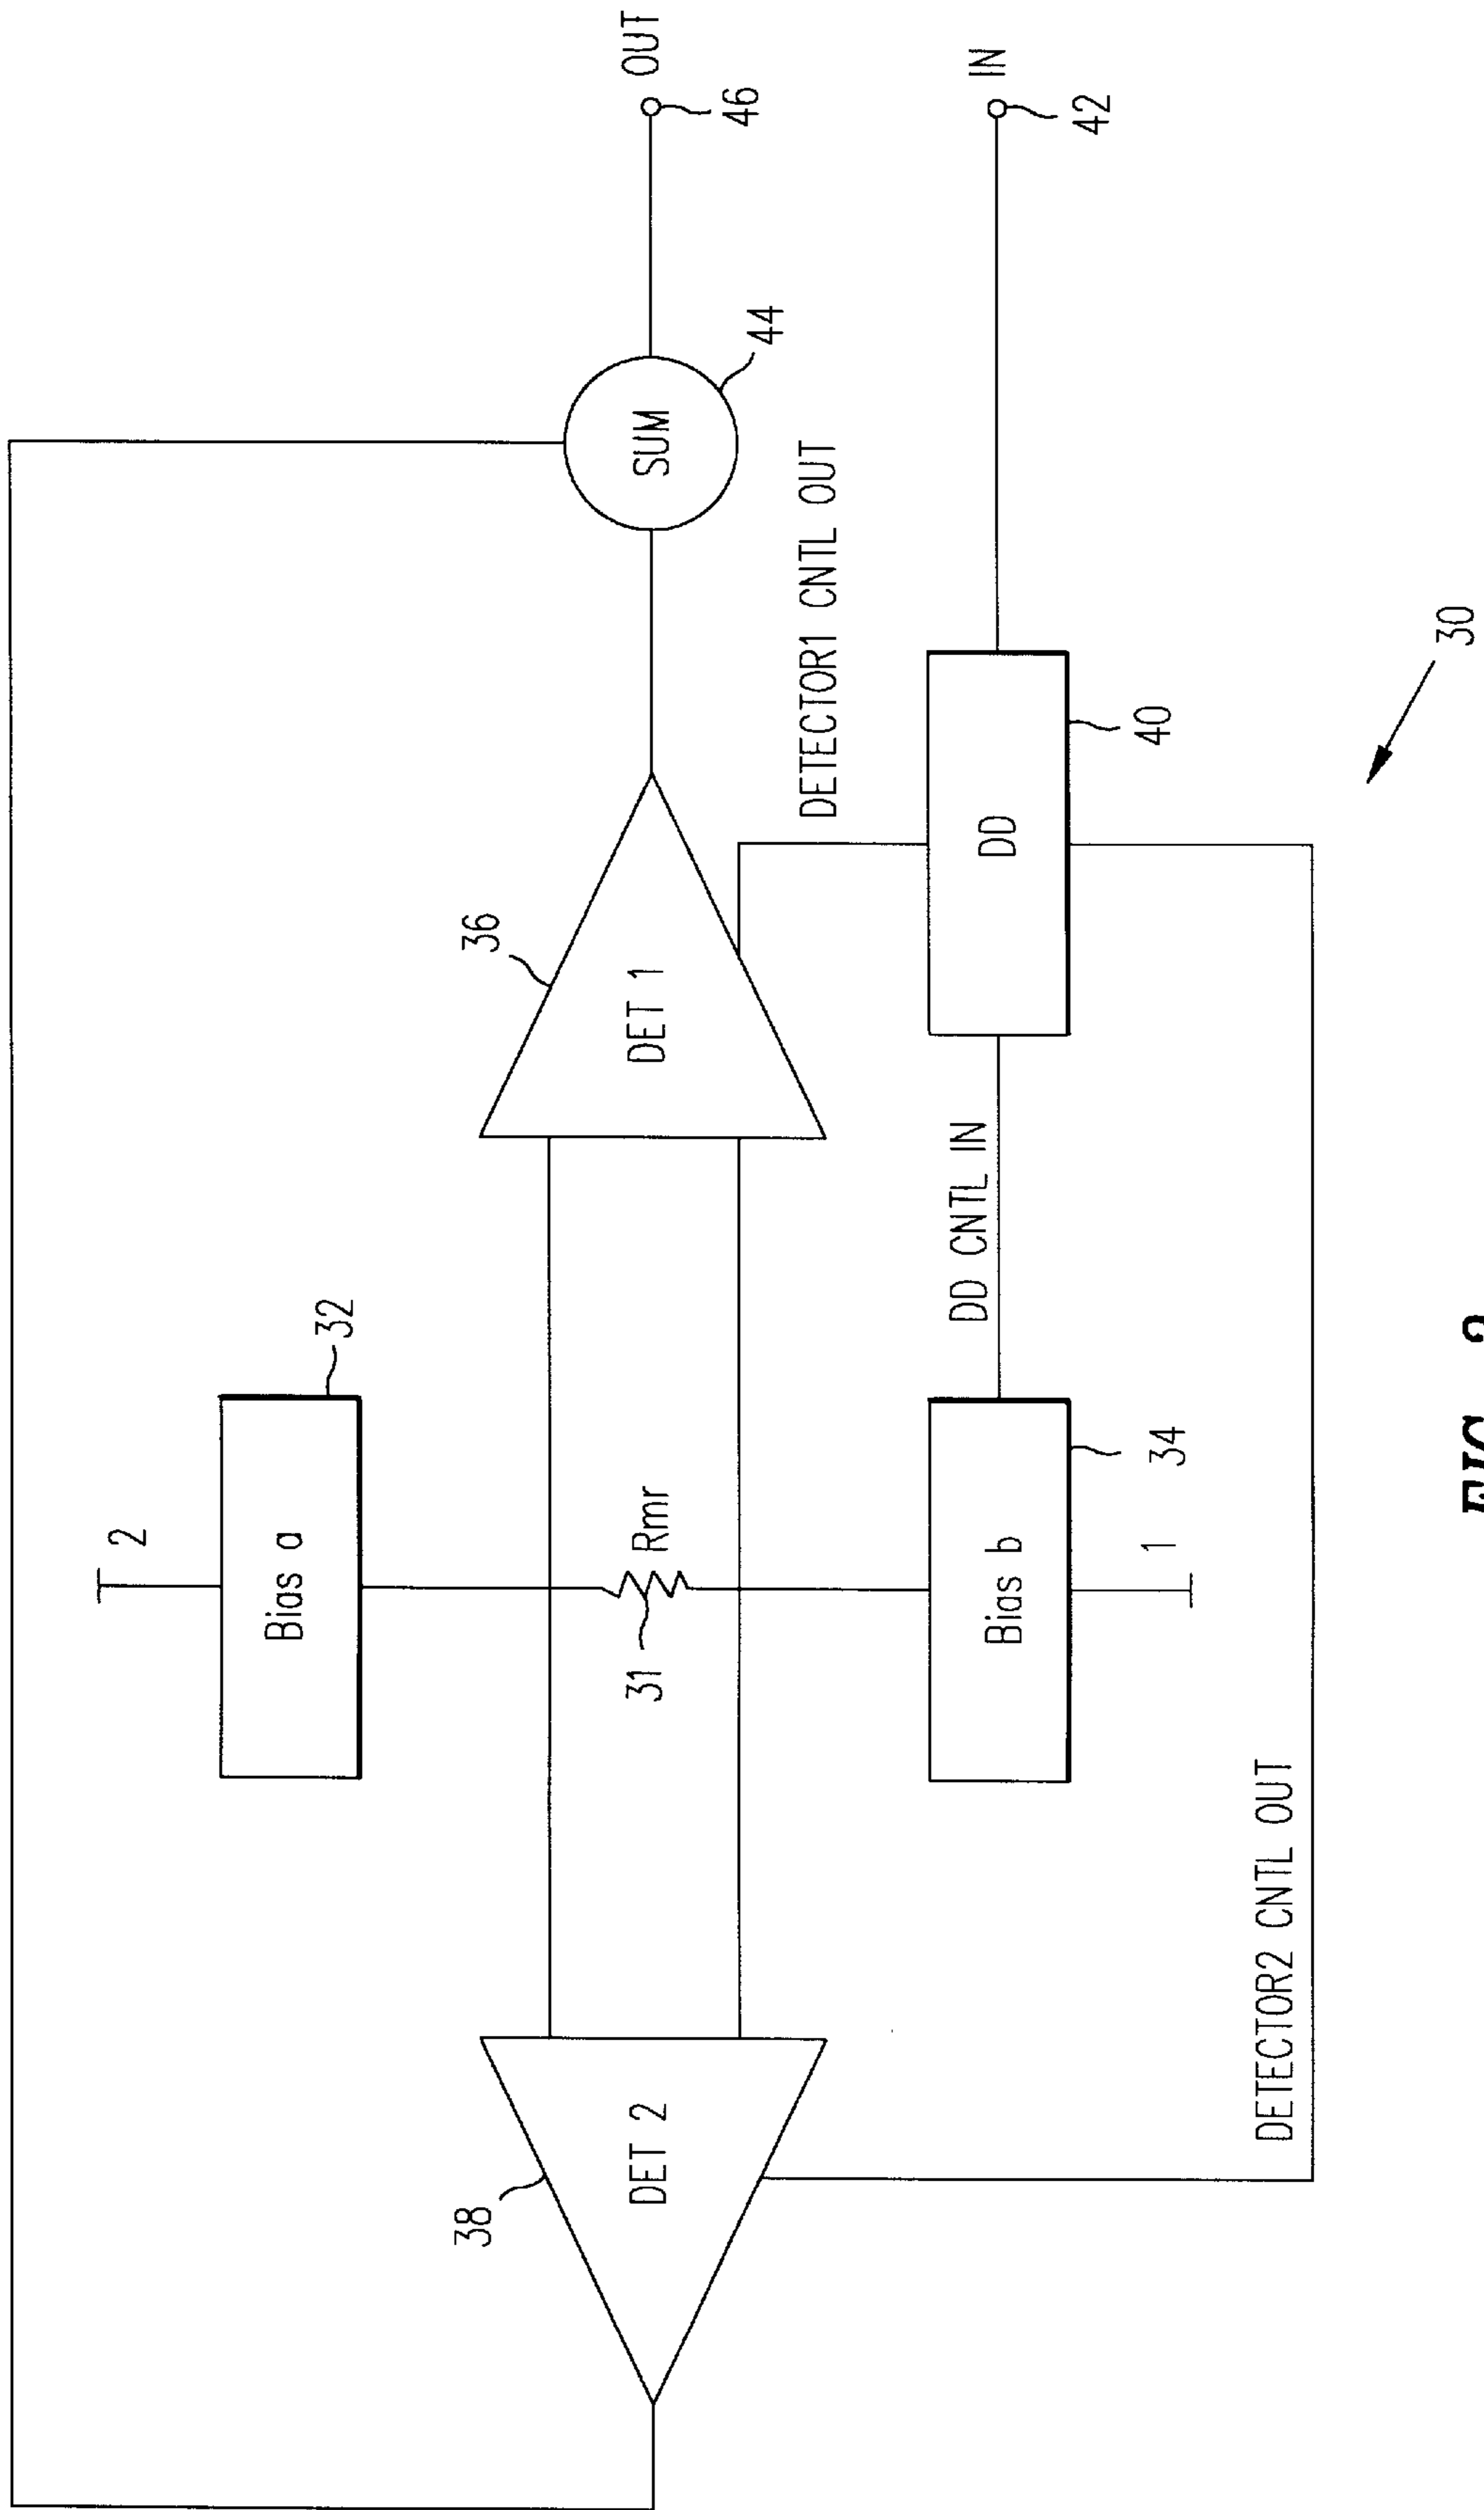 2
Bias a
32
38
36
DET 2
31
Rmr
DET 1
SUM
OUT
44
46
DETECTOR1 CNTL OUT
DD CNTL IN
IN
Bias b
DD
42
1
34
40
DETECTOR2 CNTL OUT
30
FIG.